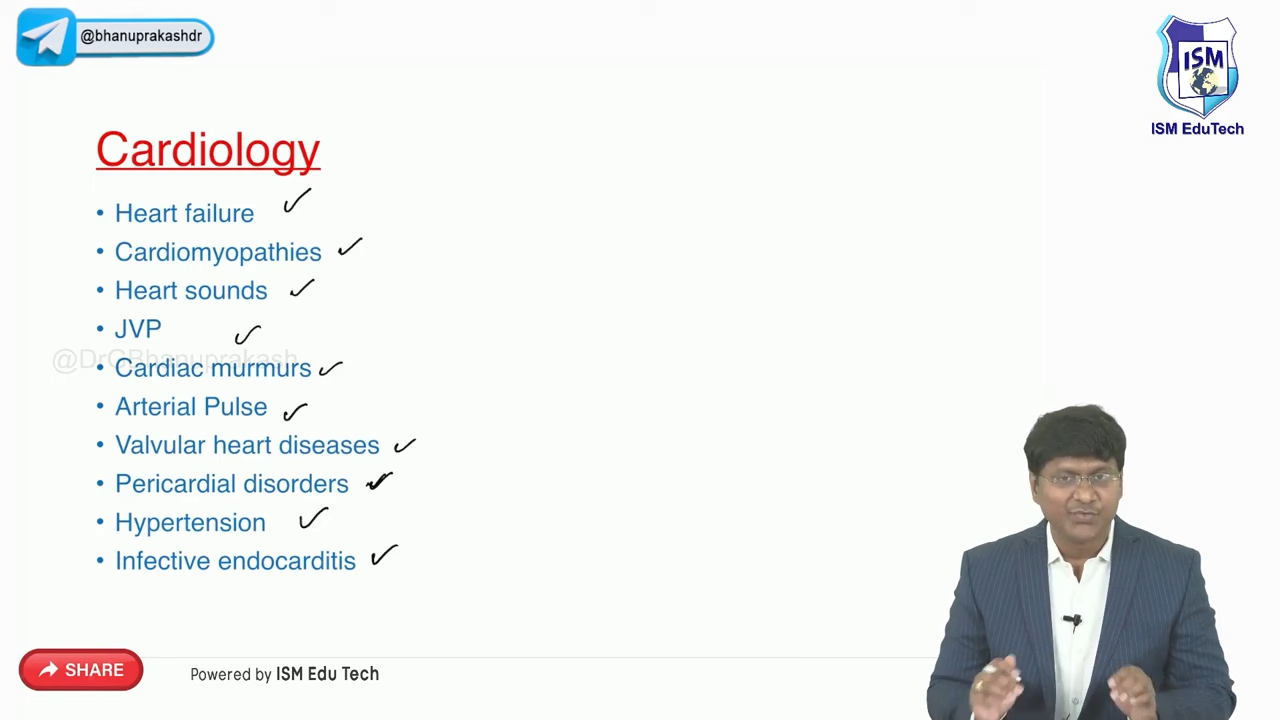 @bhanuprakashdr
ISM
ISM EduTech
Cardiology
• Heart failure
• Cardiomyopathies
• Heart sounds
• JVP
@DrGBhanuprakash
• Cardiac murmurs
• Arterial Pulse
• Valvular heart diseases
• Pericardial disorders
• Hypertension
• Infective endocarditis
SHARE
Powered by ISM Edu Tech